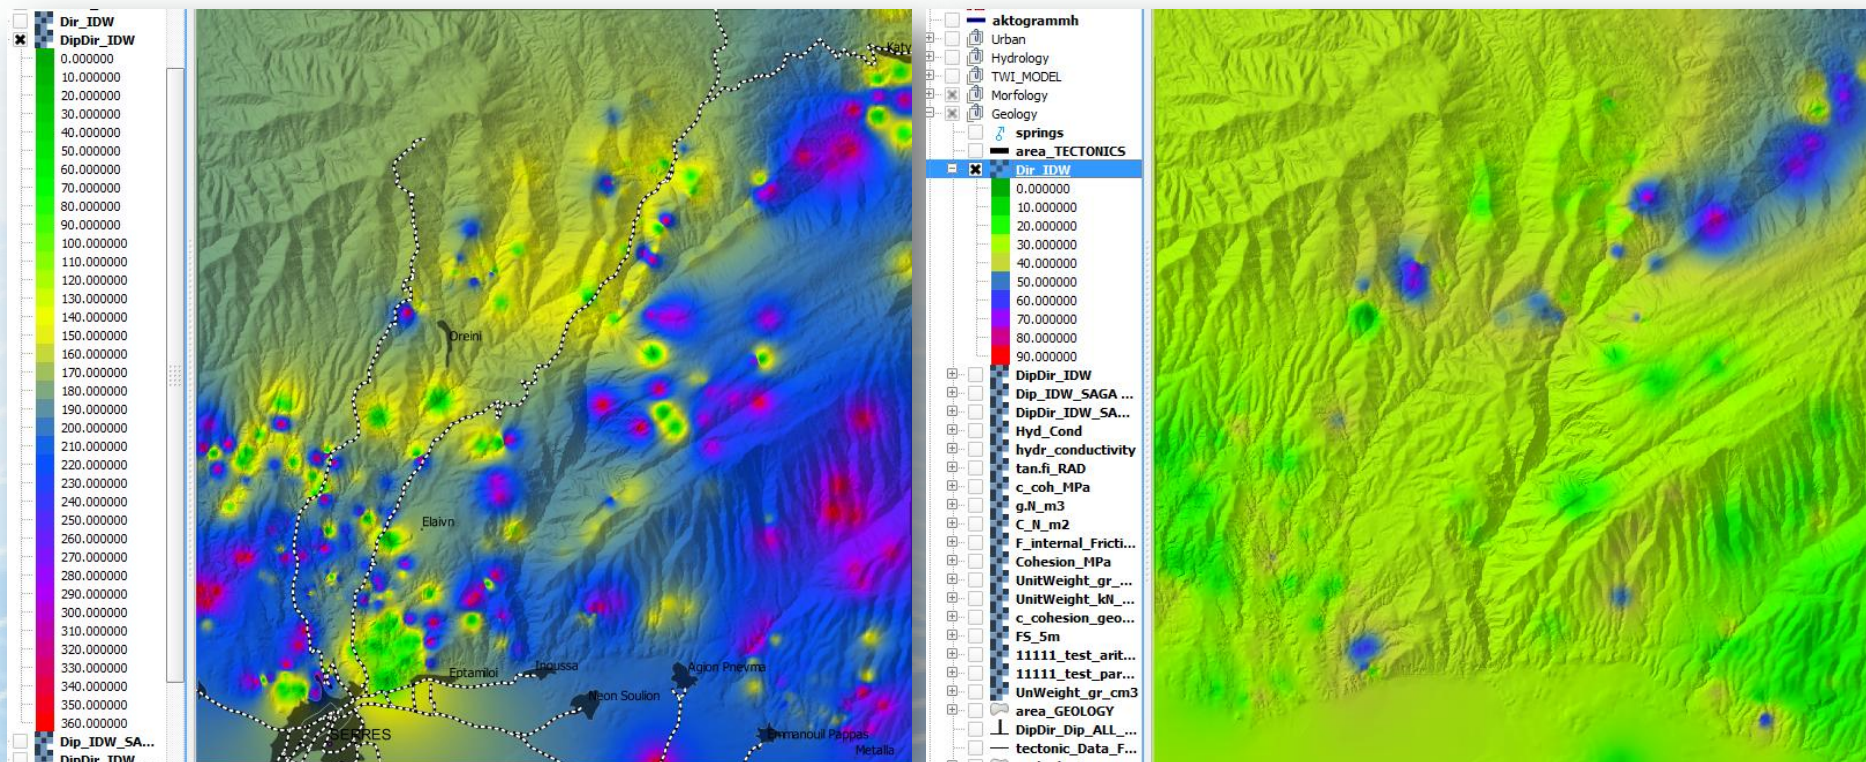 Dir_IDW
DipDir_IDW
0.000000
10.000000
20.000000
30.000000
40.000000
50.000000
60.000000
70.000000
80.000000
90.000000
100.000000
110.000000
120.000000
130.000000
140.000000
150.000000
160.000000
170.000000
180.000000
190.000000
200.000000
210.000000
220.000000
230.000000
240.000000
250.000000
260.000000
270.000000
280.000000
290.000000
300.000000
310.000000
320.000000
330.000000
340.000000
350.000000
360.000000
Dip_IDW_SA...
DipDir_IDW
Katy
Oreini
Elaivn
Eptamiloi
Inoussa
Agion Pnevma
Neon Soulion
SERRES
Emmanouil Pappas
Metalla
aktogrammh
Urban
Hydrology
TWI_MODEL
Morfology
Geology
springs
area_TECTONICS
Dir_IDW
0.000000
10.000000
20.000000
30.000000
40.000000
50.000000
60.000000
70.000000
80.000000
90.000000
DipDir_IDW
Dip_IDW_SAGA ...
DipDir_IDW_SA...
Hyd_Cond
hydr_conductivity
tan.fi_RAD
c_coh_MPa
g.N_m3
C_N_m2
F_internal_Fricti...
Cohesion_MPa
UnitWeight_gr_...
UnitWeight_kN_...
c_cohesion_geo...
FS_5m
11111_test_arit...
11111_test_par...
UnWeight_gr_cm3
area_GEOLOGY
DipDir_Dip_ALL_...
tectonic_Data_F...